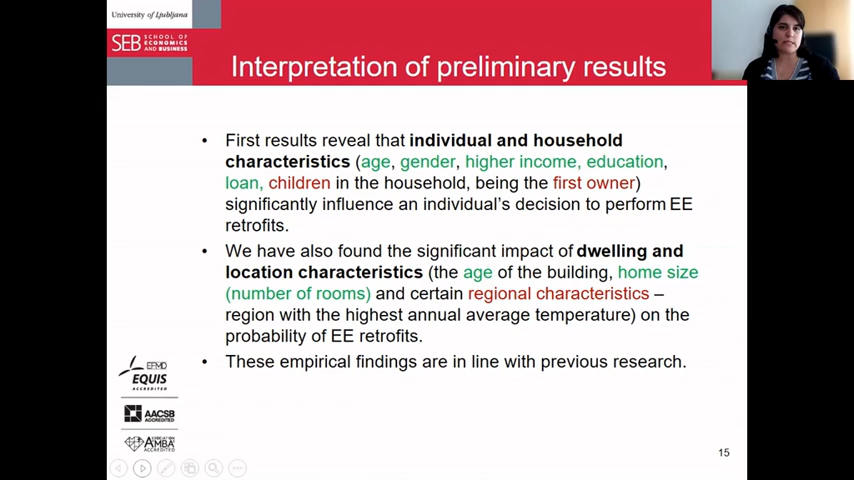 University of Ljubljana
SEB SCHOOL OF
ECONOMICS
AND BUSINESS
Interpretation of preliminary results
• First results reveal that individual and household
characteristics (age, gender, higher income, education,
loan, children in the household, being the first owner)
significantly influence an individual's decision to perform EE
retrofits.
• We have also found the significant impact of dwelling and
location characteristics (the age of the building, home size
(number of rooms) and certain regional characteristics –
region with the highest annual average temperature) on the
probability of EE retrofits.
• These empirical findings are in line with previous research.
EFMD
EQUIS
ACCREDITED
AACSB
ACCREDITED
ASSOCIATION
AMBA
ACCREDITED
15